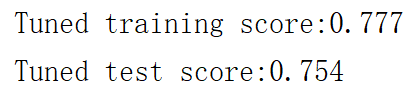 Tuned training score:0.777
Tuned test score:0.754